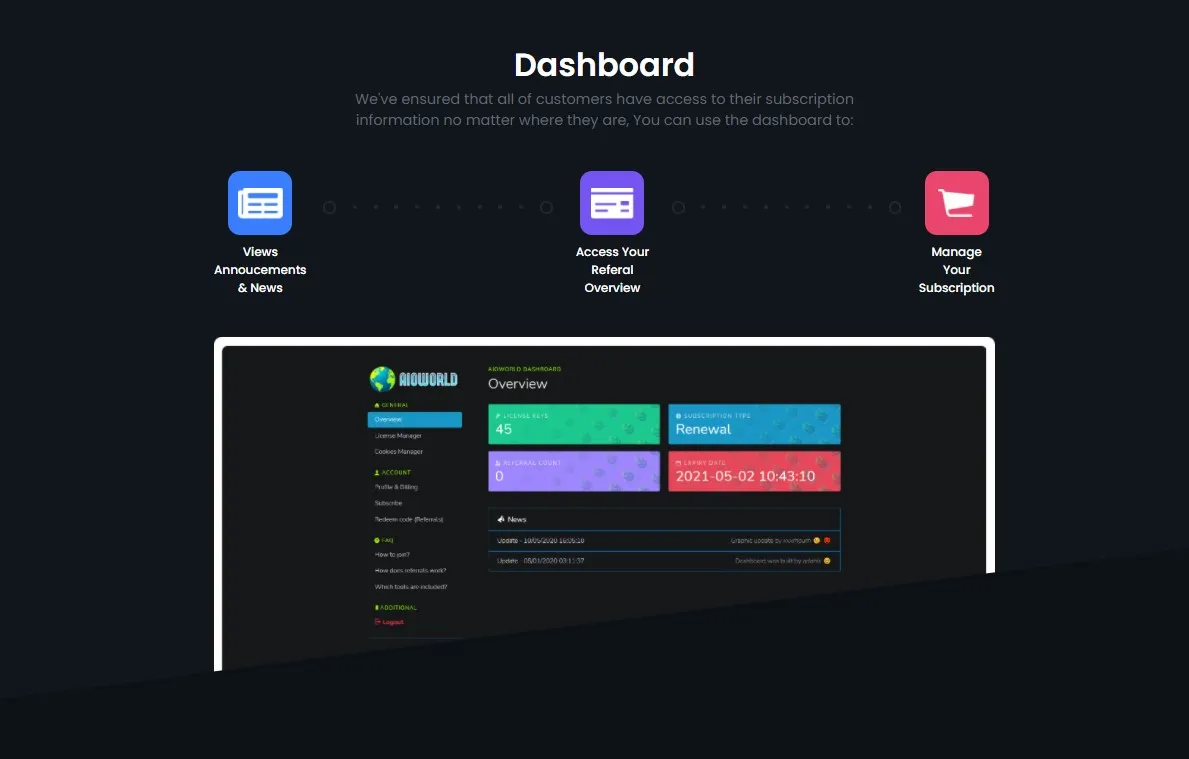 Dashboard
We've ensured that all of customers have access to their subscription
information no matter where they are, You can use the dashboard to:
Views
Annoucements
& News
Access Your
Referal
Overview
Manage
Your
Subscription
AIOWORLD
GENERAL
Overview
License Manager
Cookies Manager
ACCOUNT
Profile & Billing
Subscribe
Redeem code (Referrals)
FAQ
How to join?
How does referrals work?
Which tools are included?
ADDITIONAL
Logout
AIOWORLD DASHBOARD
Overview
LICENSE KEYS
45
SUBSCRIPTION TYPE
Renewal
REFERRAL COUNT
0
EXPIRY DATE
2021-05-02 10:43:10
News
Update - 10/05/2020 16:05:18
Graphic update by
Update - 05/01/2020 03:11:37
Dashboard was built by